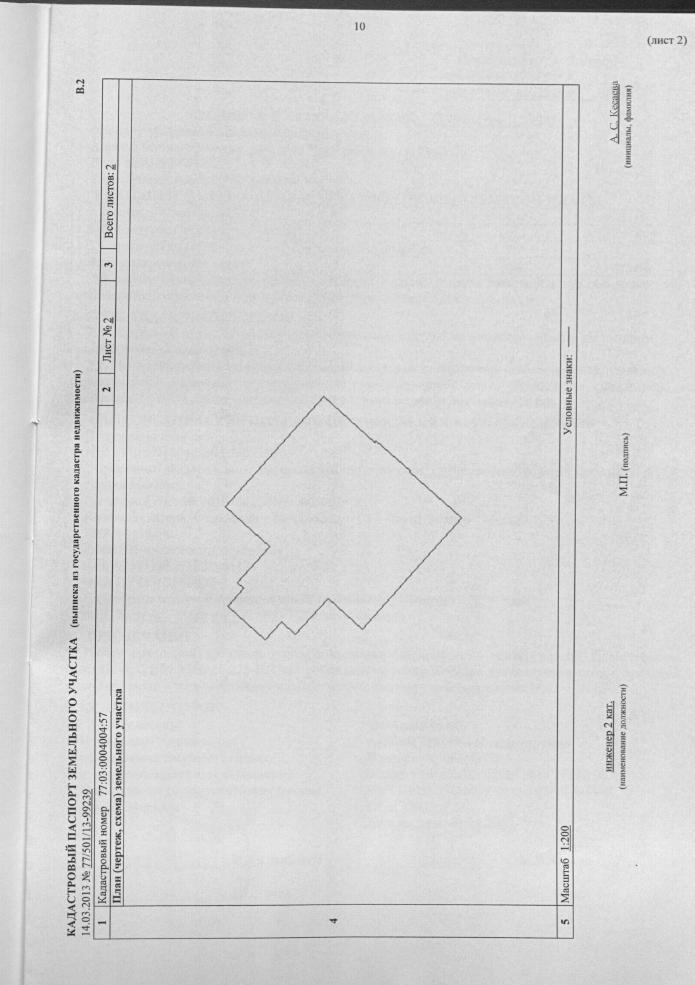 10
(лист 2)
КАДАСТРОВЫЙ ПАСПОРТ ЗЕМЕЛЬНОГО УЧАСТКА (выписка из государственного кадастра недвижимости)
14.03.2013 № 77/501/13-99239
В.2
1 Кадастровый номер 77:03:0004004:57 2 Лист № 2 3 Всего листов: 2
План (чертеж, схема) земельного участка
4
5 Масштаб 1:200 Условные знаки:
инженер 2 кат. А. С. Кесаева
(наименование должности) М.П. (подпись) (инициалы, фамилия)